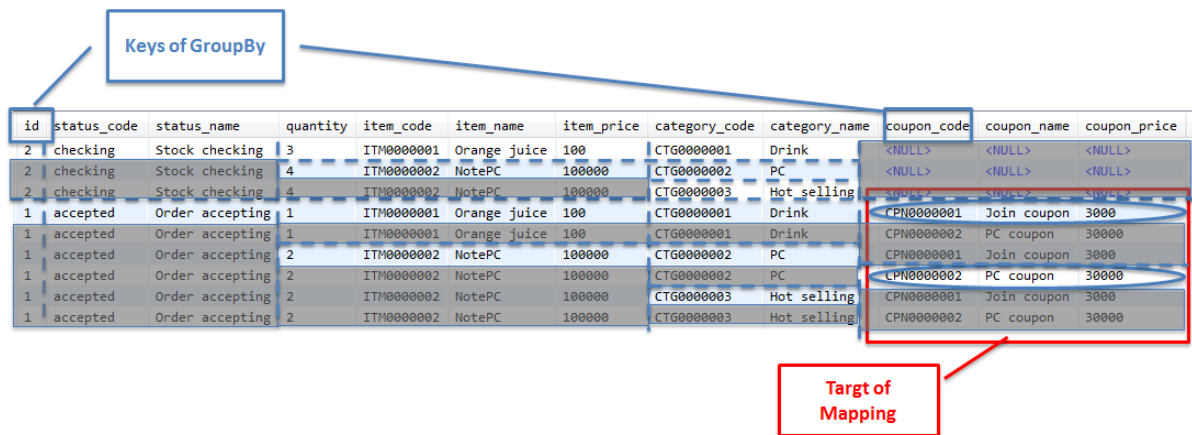 Keys of GroupBy
id status_code status_name quantity item_code item_name item_price category_code category_name coupon_code coupon_name coupon_price
2 checking Stock checking 3 ITM0000001 Orange juice 100 CTG0000001 Drink <NULL> <NULL> <NULL>
2 checking Stock checking 4 ITM0000002 NotePC 100000 CTG0000002 PC <NULL> <NULL> <NULL>
2 checking Stock checking 4 ITM0000002 NotePC 100000 CTG0000003 Hot selling <NULL> <NULL> <NULL>
1 accepted Order accepting 1 ITM0000001 Orange juice 100 CTG0000001 Drink CPN0000001 Join coupon 3000
1 accepted Order accepting 1 ITM0000001 Orange juice 100 CTG0000001 Drink CPN0000002 PC coupon 30000
1 accepted Order accepting 2 ITM0000002 NotePC 100000 CTG0000002 PC CPN0000001 Join coupon 3000
1 accepted Order accepting 2 ITM0000002 NotePC 100000 CTG0000002 PC CPN0000002 PC coupon 30000
1 accepted Order accepting 2 ITM0000002 NotePC 100000 CTG0000003 Hot selling CPN0000001 Join coupon 3000
1 accepted Order accepting 2 ITM0000002 NotePC 100000 CTG0000003 Hot selling CPN0000002 PC coupon 30000
Targt of
Mapping